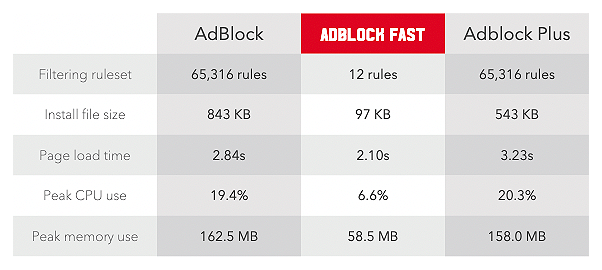 AdBlock ADBLOCK FAST Adblock Plus
Filtering ruleset 65,316 rules 12 rules 65,316 rules
Install file size 843 KB 97 KB 543 KB
Page load time 2.84s 2.10s 3.23s
Peak CPU use 19.4% 6.6% 20.3%
Peak memory use 162.5 MB 58.5 MB 158.0 MB